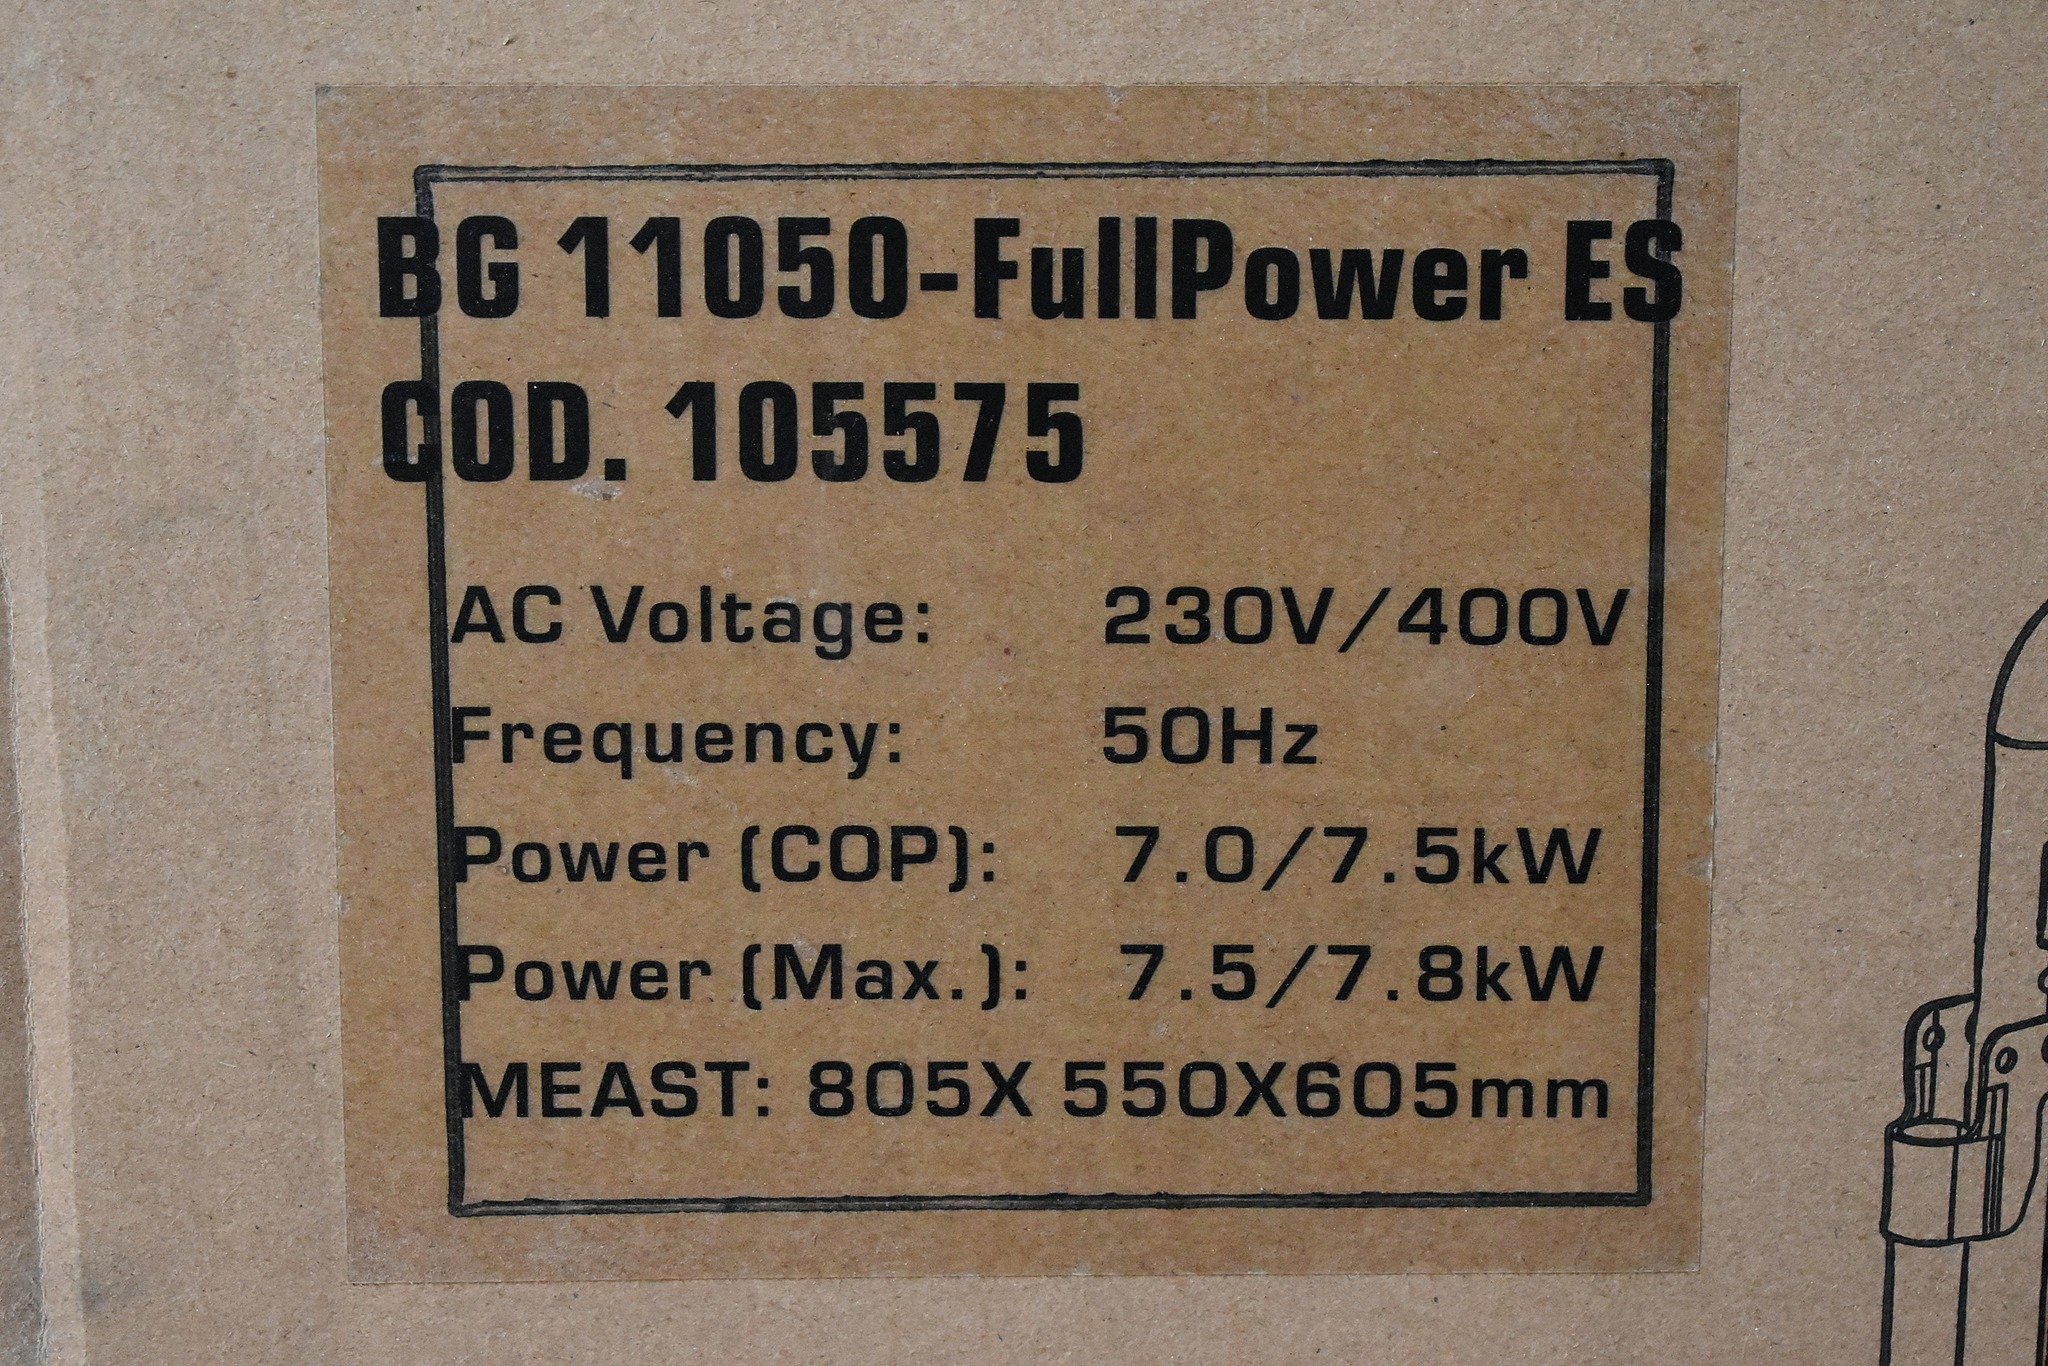 BG 11050-FullPower ES
COD. 105575
AC Voltage: 230V/400V
Frequency: 50Hz
Power (COP): 7.0/7.5kW
Power (Max.): 7.5/7.8kW
MEAST: 805X 550X605mm